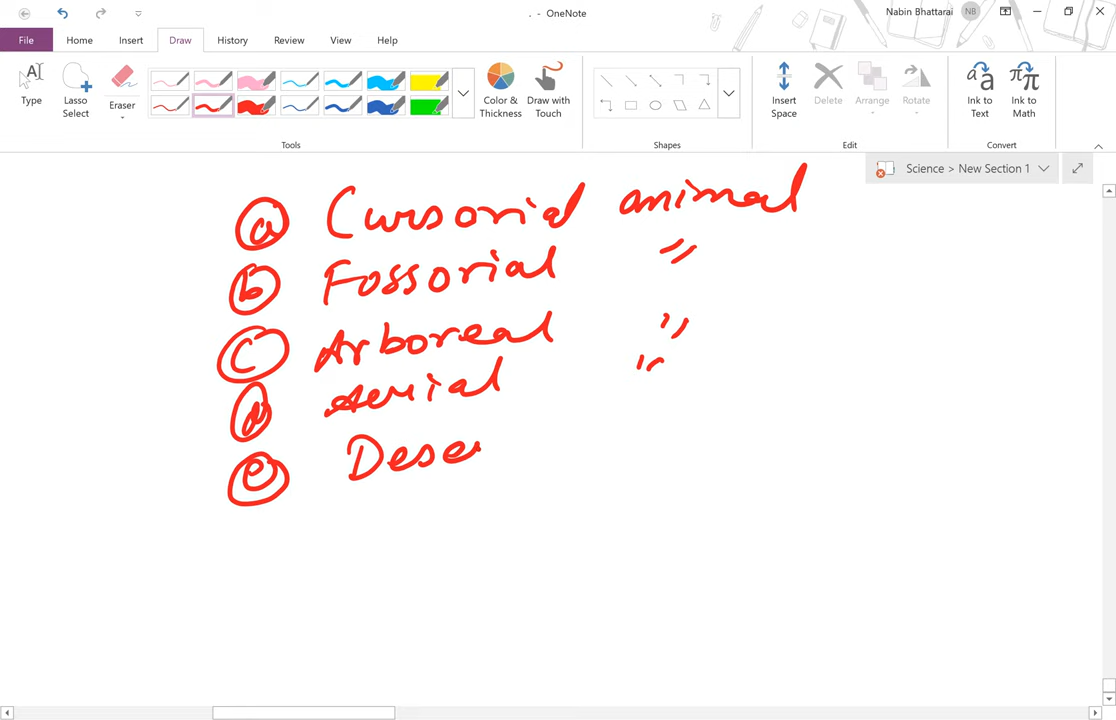 . - OneNote
Nabin Bhattarai NB
File Home Insert Draw History Review View Help
Type Lasso Select Eraser Color & Thickness Draw with Touch Insert Space Delete Arrange Rotate Ink to Text Ink to Math
Tools Shapes Edit Convert
Science > New Section 1
a Cursorial animal
b Fossorial "
c Arboreal "
d Aerial "
e Dese